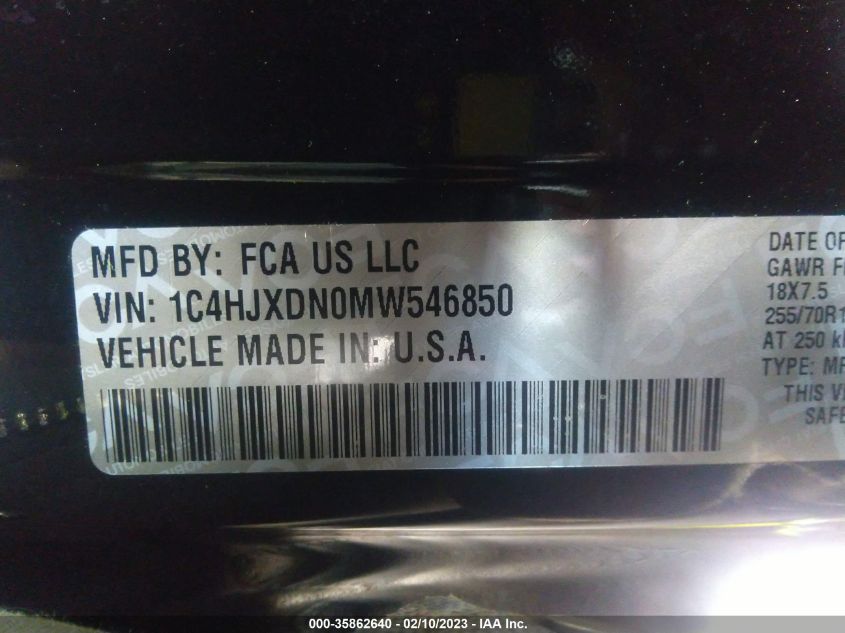 MFD BY: FCA US LLC
VIN: 1C4HJXDN0MW546850
VEHICLE MADE IN: U.S.A.
DATE OF
GAWR
18X7.5
255/70R1
AT 250
TYPE:
THIS
SAFE
000-35862640 - 02/10/2023 - IAA Inc.